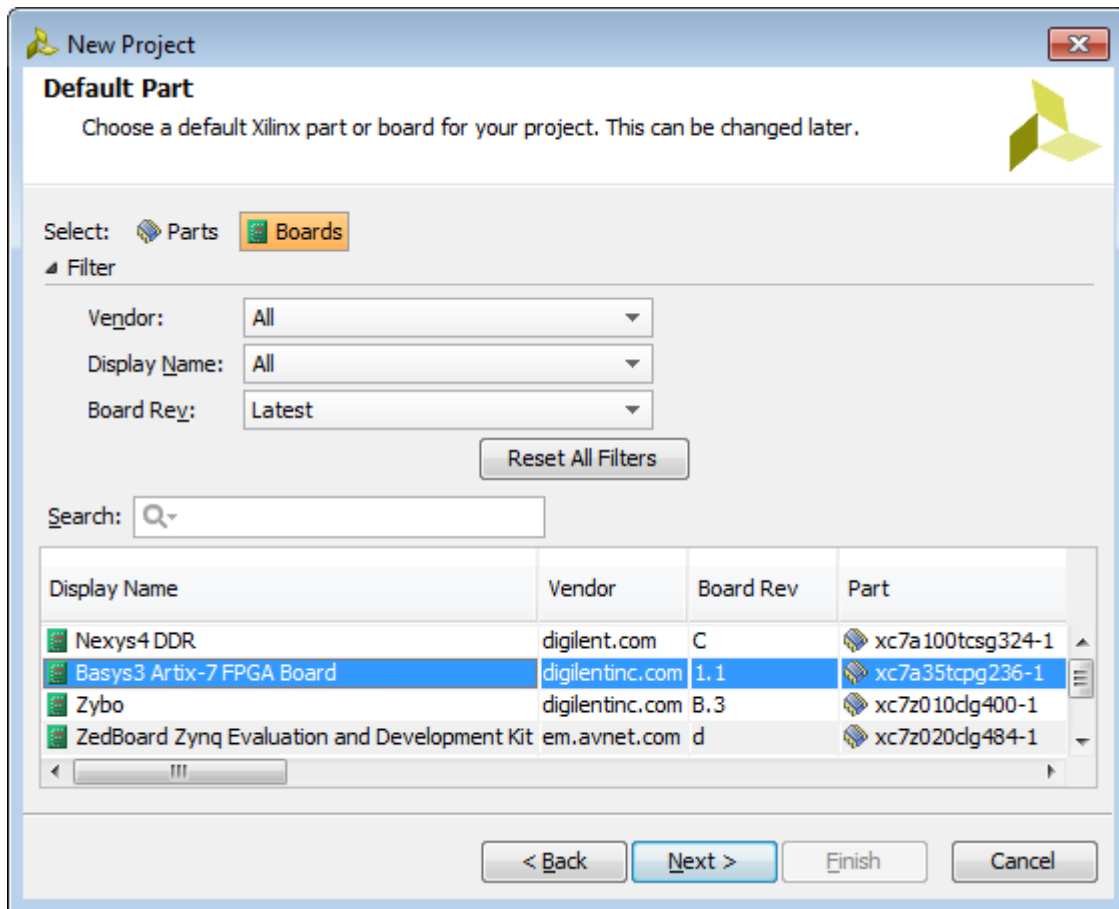 New Project
Default Part
Choose a default Xilinx part or board for your project. This can be changed later.
Select: Parts Boards
Filter
Vendor: All
Display Name: All
Board Rev: Latest
Reset All Filters
Search:
Display Name Vendor Board Rev Part
Nexys4 DDR digilent.com C xc7a100tcsg324-1
Basys3 Artix-7 FPGA Board digilentinc.com 1.1 xc7a35tcpg236-1
Zybo digilentinc.com B.3 xc7z010clg400-1
ZedBoard Zynq Evaluation and Development Kit em.avnet.com d xc7z020clg484-1
< Back Next > Finish Cancel